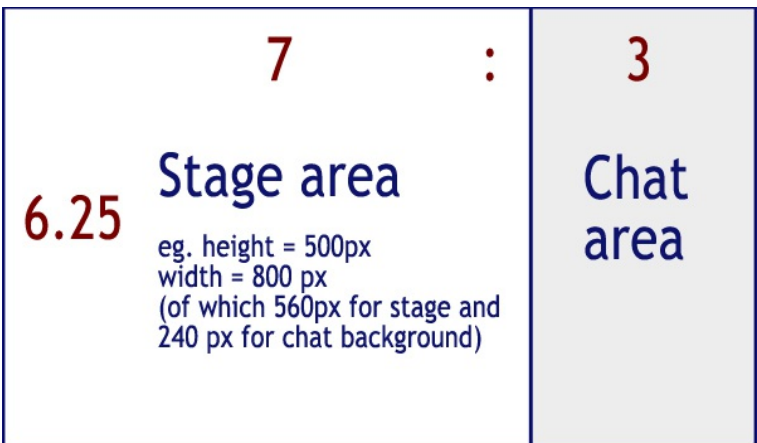 7 : 3
Stage area
Chat
area
6.25
eg. height = 500px
width = 800 px
(of which 560px for stage and
240 px for chat background)